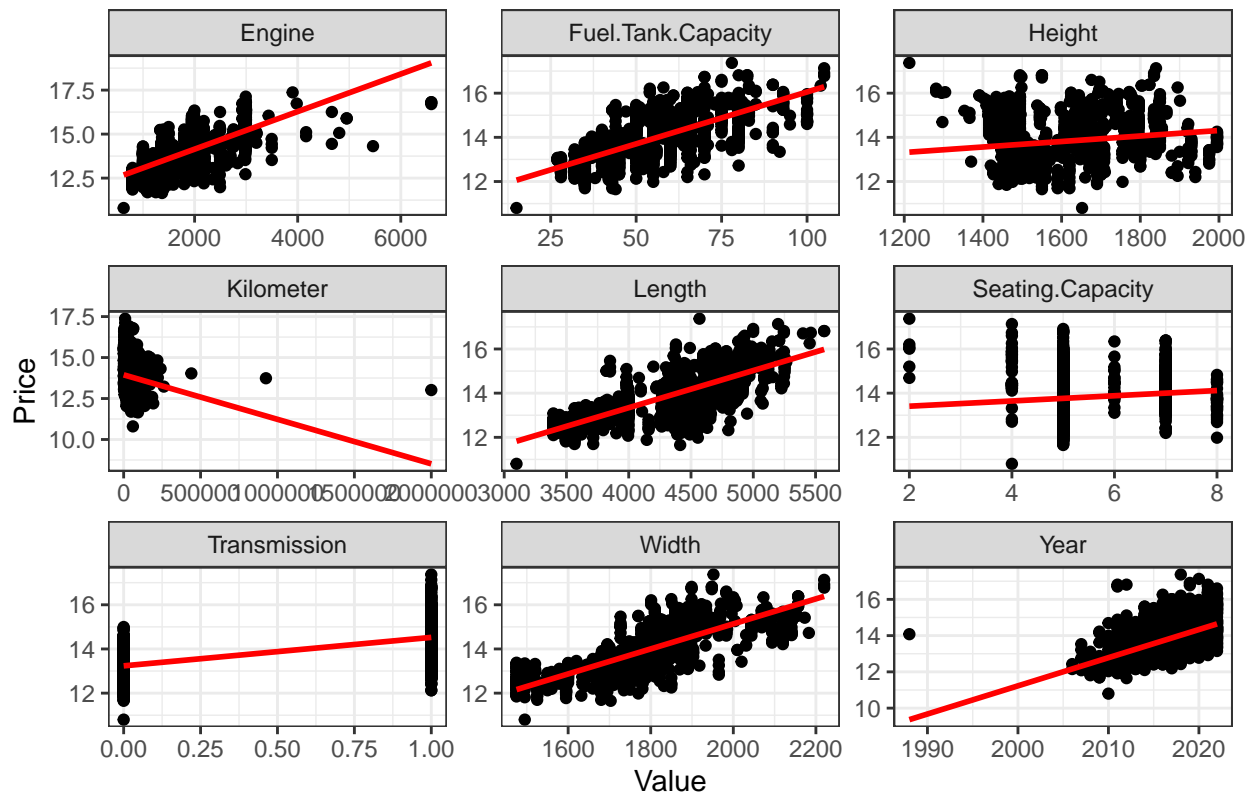 Engine Fuel.Tank.Capacity Height
17.5
15.0
12.5
2000 4000 6000
16
14
12
25 50 75 100
16
14
12
1200 1400 1600 1800 2000
Kilometer Length Seating.Capacity
17.5
15.0
12.5
10.0
0 500000 1000000 1500000 2000000
16
14
12
3000 3500 4000 4500 5000 5500
16
14
12
2 4 6 8
Price
Transmission Width Year
16
14
12
0.00 0.25 0.50 0.75 1.00
16
14
12
1600 1800 2000 2200
16
14
12
10
1990 2000 2010 2020
Value